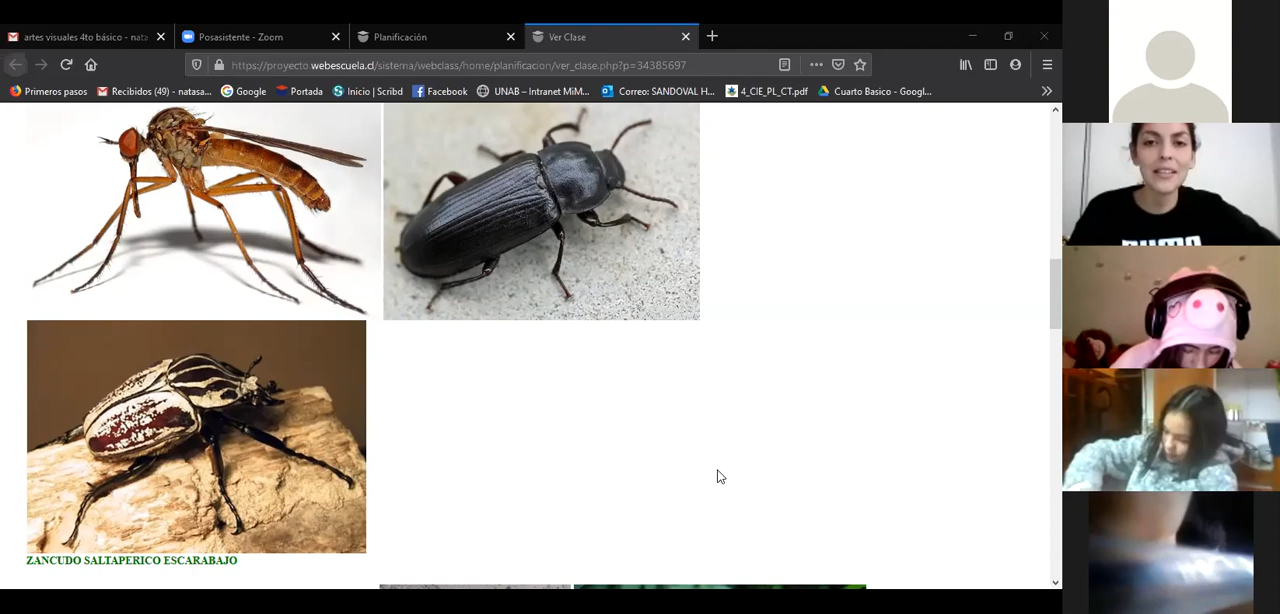 artes visuales 4to básico - nata
Posasistente - Zoom
Planificación
Ver Clase
https://proyecto.webescuela.cl/sistema/webclass/home/planificacion/ver_clase.php?p=34385697
Primeros pasos
Recibidos (49) - natasa...
Google
Portada
Inicio | Scribd
Facebook
UNAB – Intranet MiM...
Correo: SANDOVAL H...
4_CIE_PL_CT.pdf
Cuarto Basico - Googl...
ZANCUDO SALTAPERICO ESCARABAJO